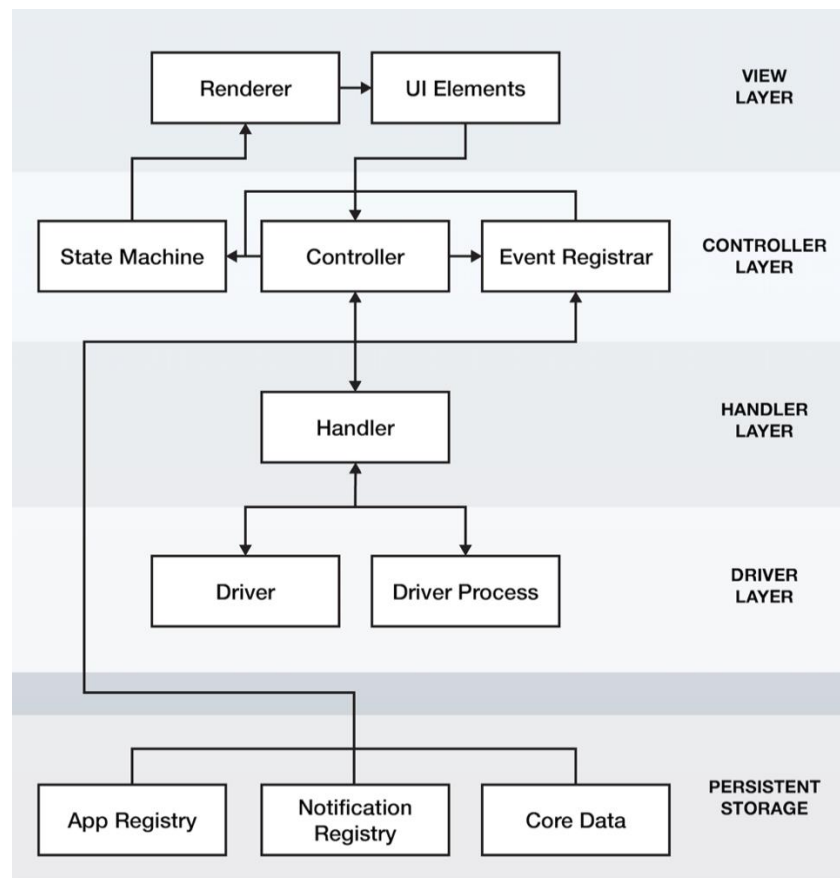 Renderer
UI Elements
VIEW
LAYER
State Machine
Controller
Event Registrar
CONTROLLER
LAYER
Handler
HANDLER
LAYER
Driver
Driver Process
DRIVER
LAYER
App Registry
Notification
Registry
Core Data
PERSISTENT
STORAGE